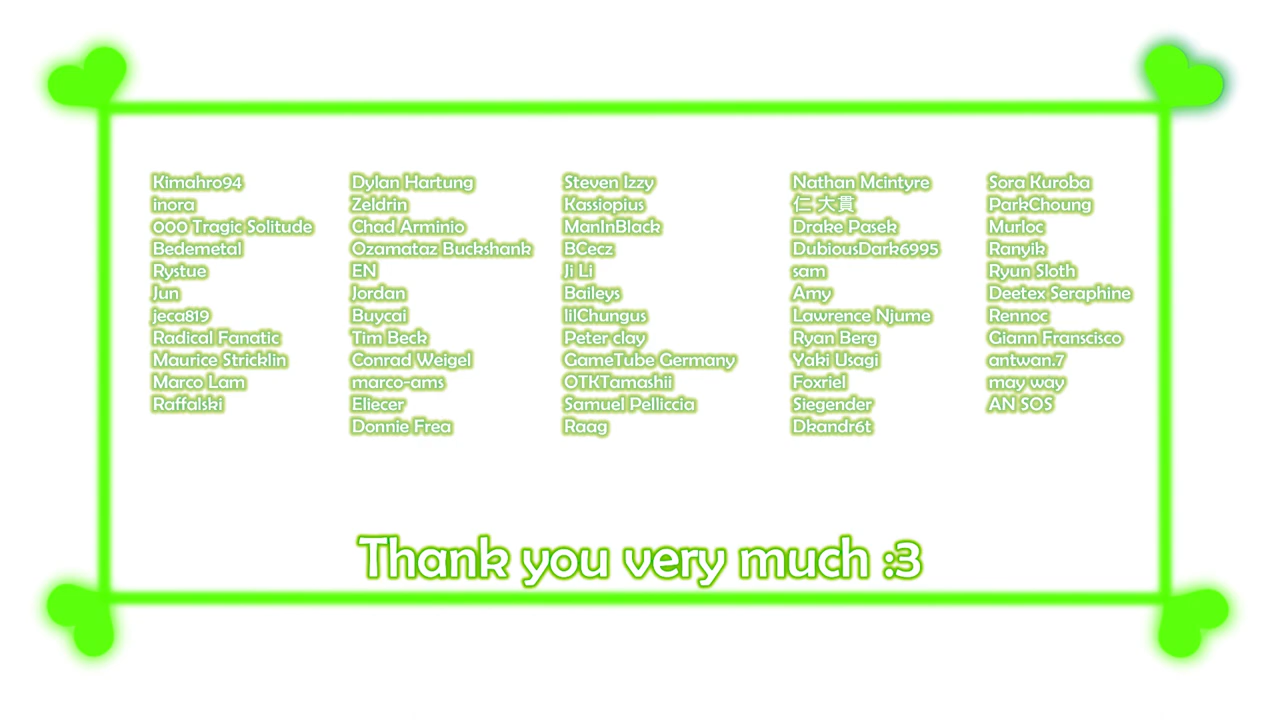 Kimahro94
inora
000 Tragic Solitude
Bedemetal
Rystue
Jun
jeca819
Radical Fanatic
Maurice Stricklin
Marco Lam
Raffalski
Dylan Hartung
Zeldrin
Chad Arminio
Ozamataz Buckshank
EN
Jordan
Buycai
Tim Beck
Conrad Weigel
marco-ams
Eliecer
Donnie Frea
Steven Izzy
Kassiopius
ManInBlack
BCecz
Ji Li
Baileys
lilChungus
Peter clay
GameTube Germany
OTKTamashii
Samuel Pelliccia
Raag
Nathan Mcintyre
仁 大貫
Drake Pasek
DubiousDark6995
sam
Amy
Lawrence Njume
Ryan Berg
Yaki Usagi
Foxriel
Siegender
Dkandr6t
Sora Kuroba
ParkChoung
Murloc
Ranyik
Ryun Sloth
Deetex Seraphine
Rennoc
Giann Franscisco
antwan.7
may way
AN SOS
Thank you very much :3